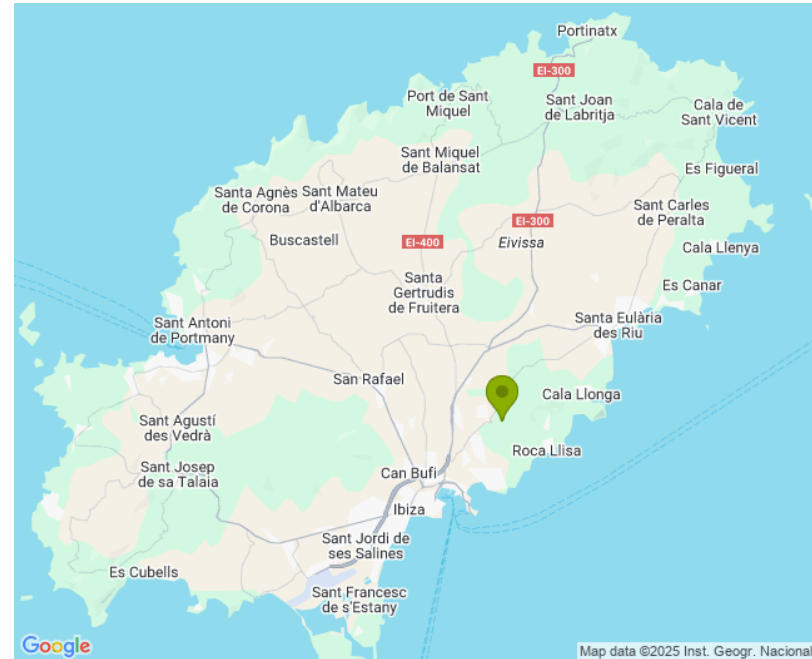 Portinatx
EI-300
Port de Sant
Miquel
Sant Joan
de Labritja
Cala de
Sant Vicent
Sant Miquel
de Balansat
Es Figueral
Santa Agnès
de Corona
Sant Mateu
d'Albarca
Sant Carles
de Peralta
EI-300
Buscastell
EI-400
Eivissa
Cala Llenya
Santa
Gertrudis
de Fruitera
Es Canar
Sant Antoni
de Portmany
Santa Eulària
des Riu
San Rafael
Cala Llonga
Sant Agustí
des Vedrà
Roca Llisa
Sant Josep
de sa Talaia
Can Bufi
Ibiza
Sant Jordi de
ses Salines
Es Cubells
Sant Francesc
de s'Estany
Google
Map data ©2025 Inst. Geogr. Nacional